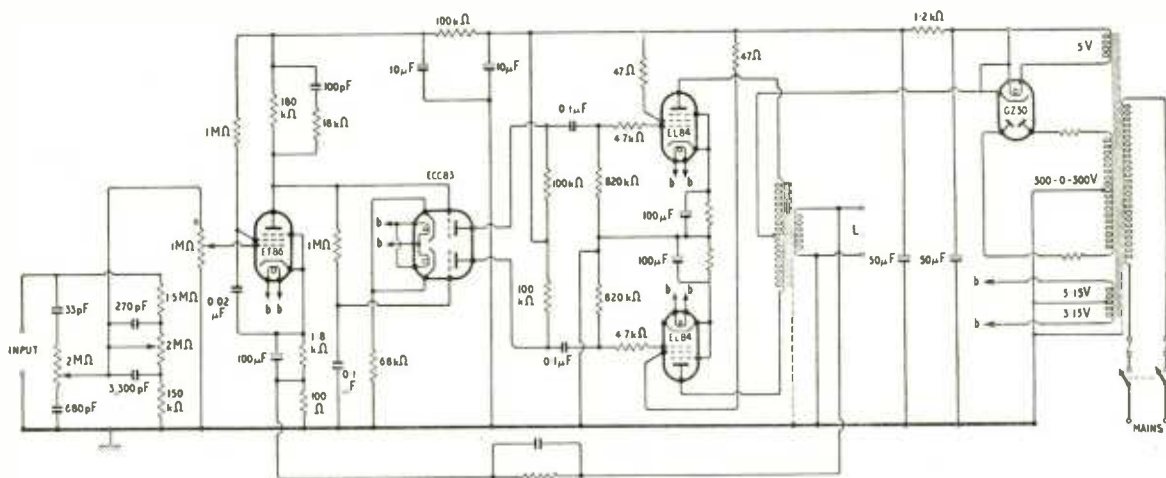 100kΩ
1·2kΩ
10μF
10μF
100pF
18kΩ
180
kΩ
1MΩ
47Ω
47Ω
5V
GZ30
0·1μF
4·7kΩ
EL84
b b
ECC83
100kΩ
820kΩ
100μF
b
b
1MΩ
EF86
b b
1MΩ
0·02
μF
L
50μF
50μF
300-0-300V
100μF
100
kΩ
820kΩ
b b
EL84
4·7kΩ
0·1μF
b
3·15V
3·15V
b
33pF
270pF
1·5MΩ
INPUT
2MΩ
2MΩ
3,300pF
680pF
150
kΩ
100μF
1·8
kΩ
100
Ω
0·1
μF
68kΩ
MAINS